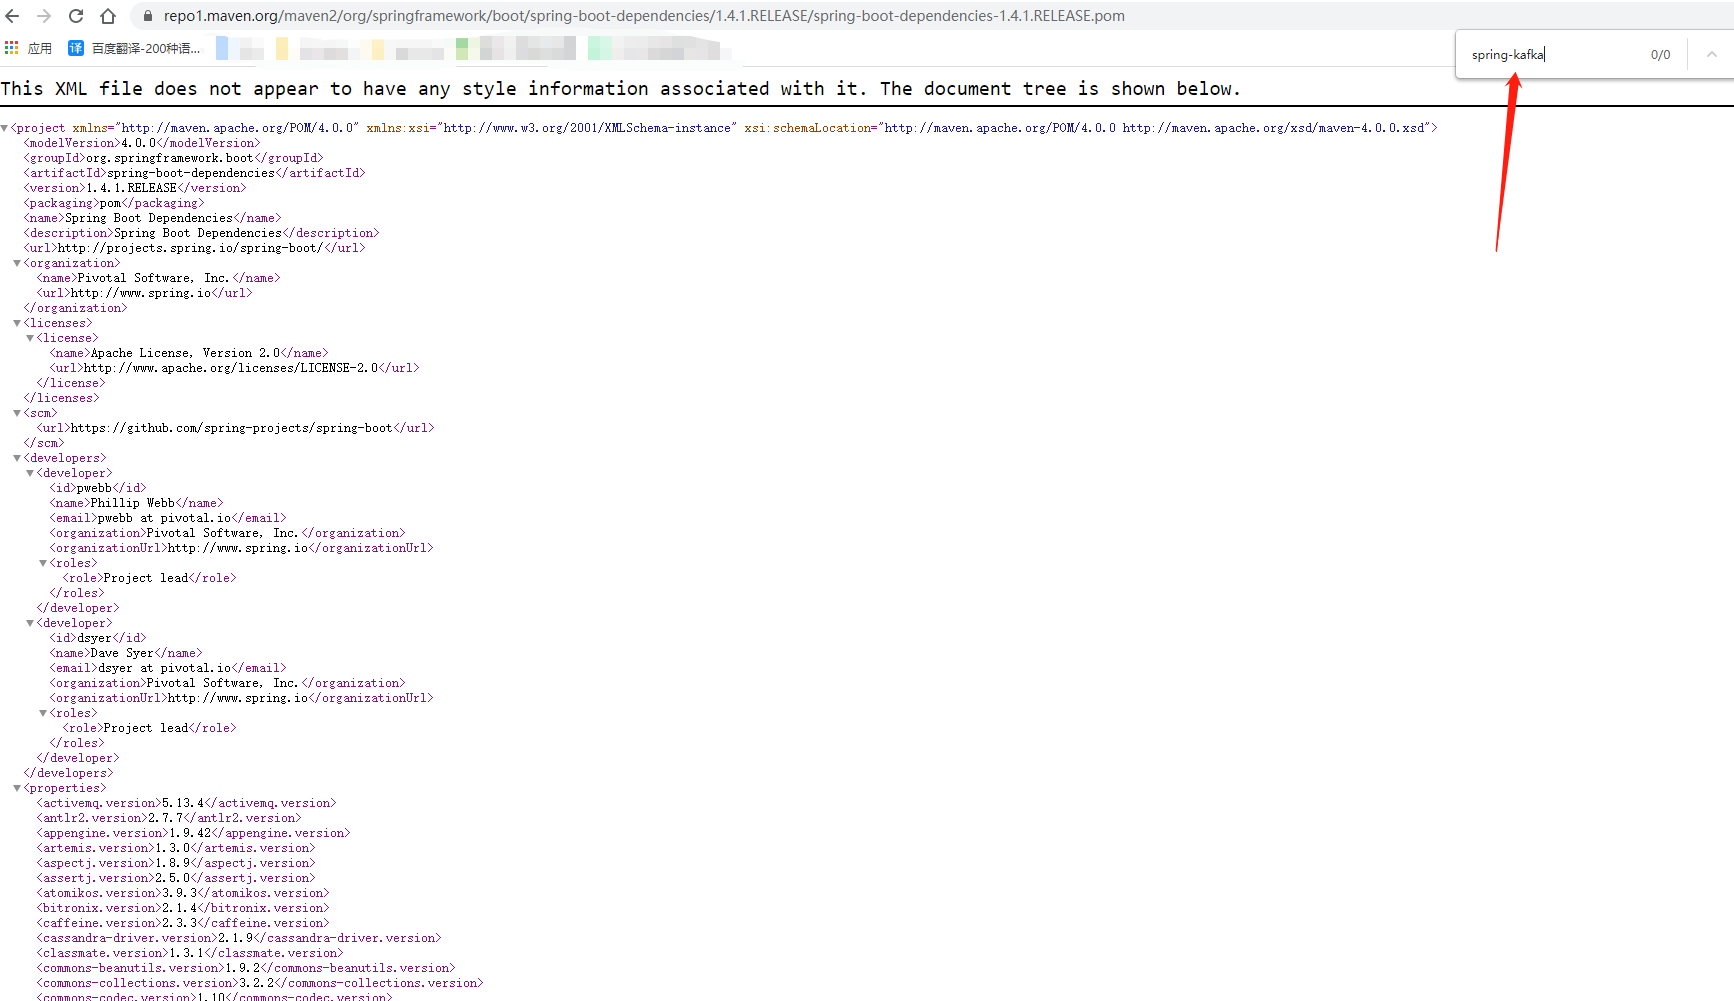 repo1.maven.org/maven2/org/springframework/boot/spring-boot-dependencies/1.4.1.RELEASE/spring-boot-dependencies-1.4.1.RELEASE.pom
应用 译 百度翻译-200种语...
spring-kafka 0/0
This XML file does not appear to have any style information associated with it. The document tree is shown below.
<project xmlns="http://maven.apache.org/POM/4.0.0" xmlns:xsi="http://www.w3.org/2001/XMLSchema-instance" xsi:schemaLocation="http://maven.apache.org/POM/4.0.0 http://maven.apache.org/xsd/maven-4.0.0.xsd">
<modelVersion>4.0.0</modelVersion>
<groupId>org.springframework.boot</groupId>
<artifactId>spring-boot-dependencies</artifactId>
<version>1.4.1.RELEASE</version>
<packaging>pom</packaging>
<name>Spring Boot Dependencies</name>
<description>Spring Boot Dependencies</description>
<url>http://projects.spring.io/spring-boot/</url>
<organization>
<name>Pivotal Software, Inc.</name>
<url>http://www.spring.io</url>
</organization>
<licenses>
<license>
<name>Apache License, Version 2.0</name>
<url>http://www.apache.org/licenses/LICENSE-2.0</url>
</license>
</licenses>
<scm>
<url>https://github.com/spring-projects/spring-boot</url>
</scm>
<developers>
<developer>
<id>pwebb</id>
<name>Phillip Webb</name>
<email>pwebb at pivotal.io</email>
<organization>Pivotal Software, Inc.</organization>
<organizationUrl>http://www.spring.io</organizationUrl>
<roles>
<role>Project lead</role>
</roles>
</developer>
<developer>
<id>dsyer</id>
<name>Dave Syer</name>
<email>dsyer at pivotal.io</email>
<organization>Pivotal Software, Inc.</organization>
<organizationUrl>http://www.spring.io</organizationUrl>
<roles>
<role>Project lead</role>
</roles>
</developer>
</developers>
<properties>
<activemq.version>5.13.4</activemq.version>
<antlr2.version>2.7.7</antlr2.version>
<appengine.version>1.9.42</appengine.version>
<artemis.version>1.3.0</artemis.version>
<aspectj.version>1.8.9</aspectj.version>
<assertj.version>2.5.0</assertj.version>
<atomikos.version>3.9.3</atomikos.version>
<bitronix.version>2.1.4</bitronix.version>
<caffeine.version>2.3.3</caffeine.version>
<cassandra-driver.version>2.1.9</cassandra-driver.version>
<classmate.version>1.3.1</classmate.version>
<commons-beanutils.version>1.9.2</commons-beanutils.version>
<commons-collections.version>3.2.2</commons-collections.version>
<commons-codec.version>1.10</commons-codec.version>